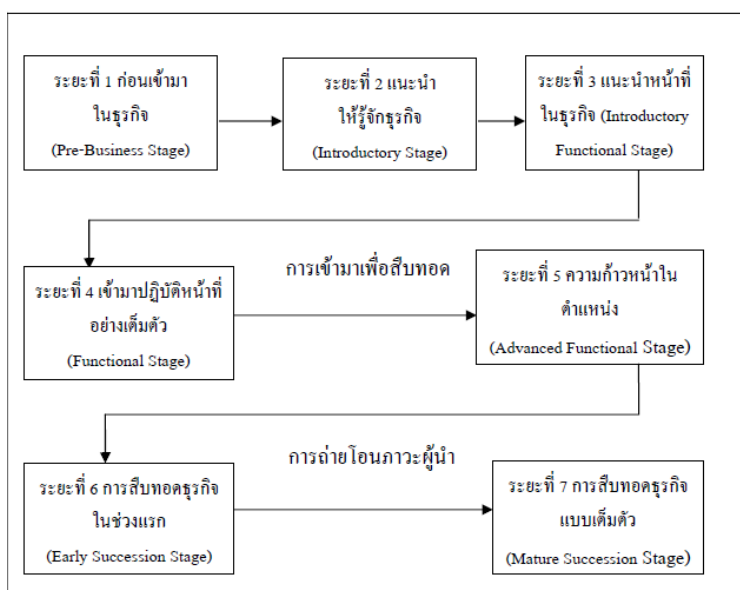 ระยะที่ 1 ก่อนเข้ามา
ในธุรกิจ
(Pre-Business Stage)
ระยะที่ 2 แนะนำ
ให้รู้จักธุรกิจ
(Introductory Stage)
ระยะที่ 3 แนะนำหน้าที่
ในธุรกิจ (Introductory
Functional Stage)
ระยะที่ 4 เข้ามาปฏิบัติหน้าที่
อย่างเต็มตัว
(Functional Stage)
การเข้ามาเพื่อสืบทอด
ระยะที่ 5 ความก้าวหน้าใน
ตำแหน่ง
(Advanced Functional Stage)
ระยะที่ 6 การสืบทอดธุรกิจ
ในช่วงแรก
(Early Succession Stage)
การถ่ายโอนภาวะผู้นำ
ระยะที่ 7 การสืบทอดธุรกิจ
แบบเต็มตัว
(Mature Succession Stage)